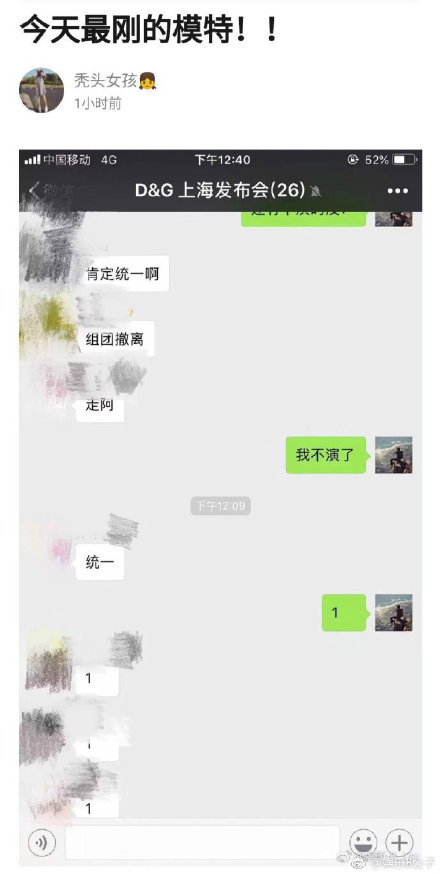 今天最刚的模特！！
秃头女孩👧
1小时前
中国移动 4G 下午12:40 52%
微信 D&G 上海发布会(26)
肯定统一啊
组团撤离
走阿
我不演了
下午12:09
统一
1
1
1
1